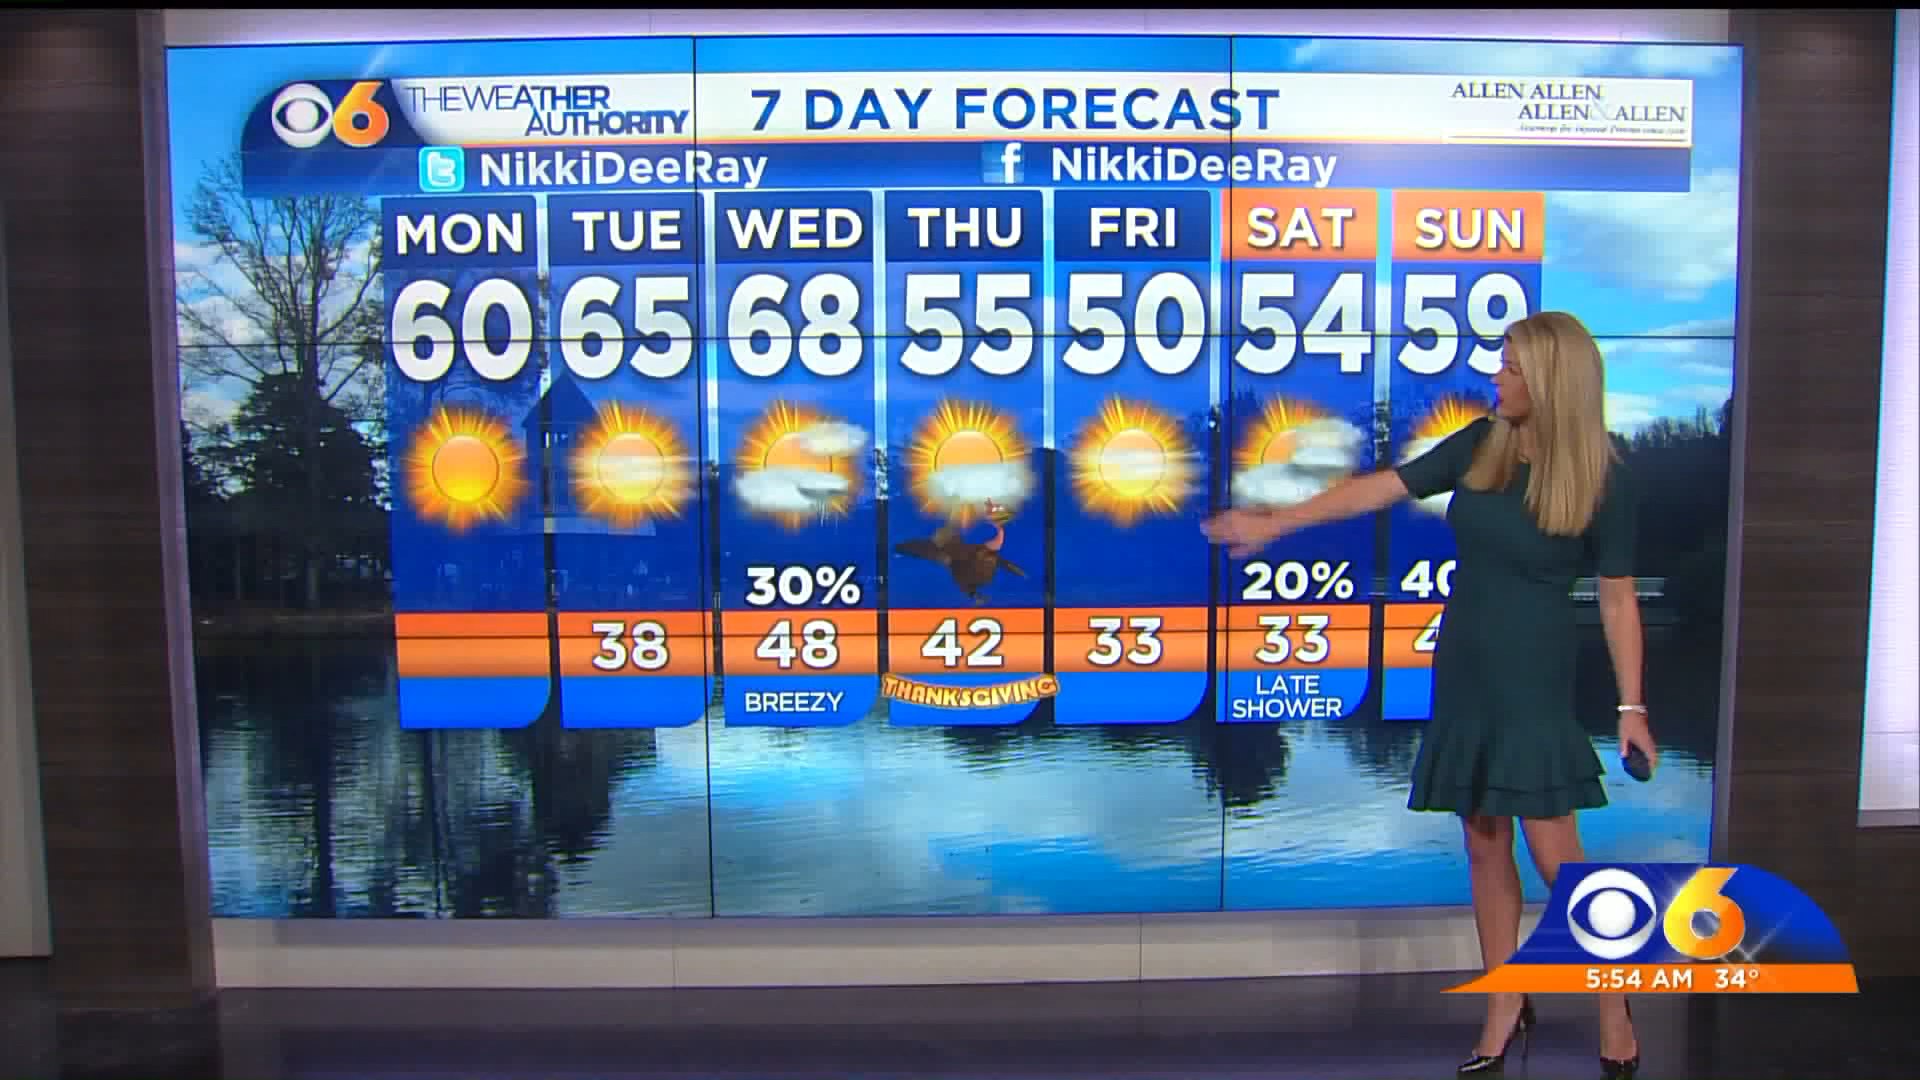 6 THE WEATHER AUTHORITY
7 DAY FORECAST
ALLEN ALLEN
ALLEN & ALLEN
NikkiDeeRay f NikkiDeeRay
MON TUE WED THU FRI SAT SUN
60 65 68 55 50 54 59
30% 20%
38 48 42 33 33
BREEZY THANKSGIVING LATE SHOWER
6
5:54 AM 34°